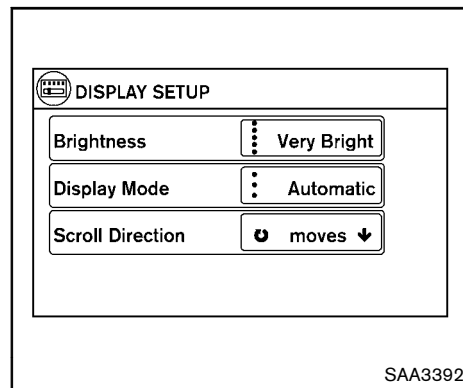 DISPLAY SETUP
Brightness Very Bright
Display Mode Automatic
Scroll Direction moves ↓
SAA3392